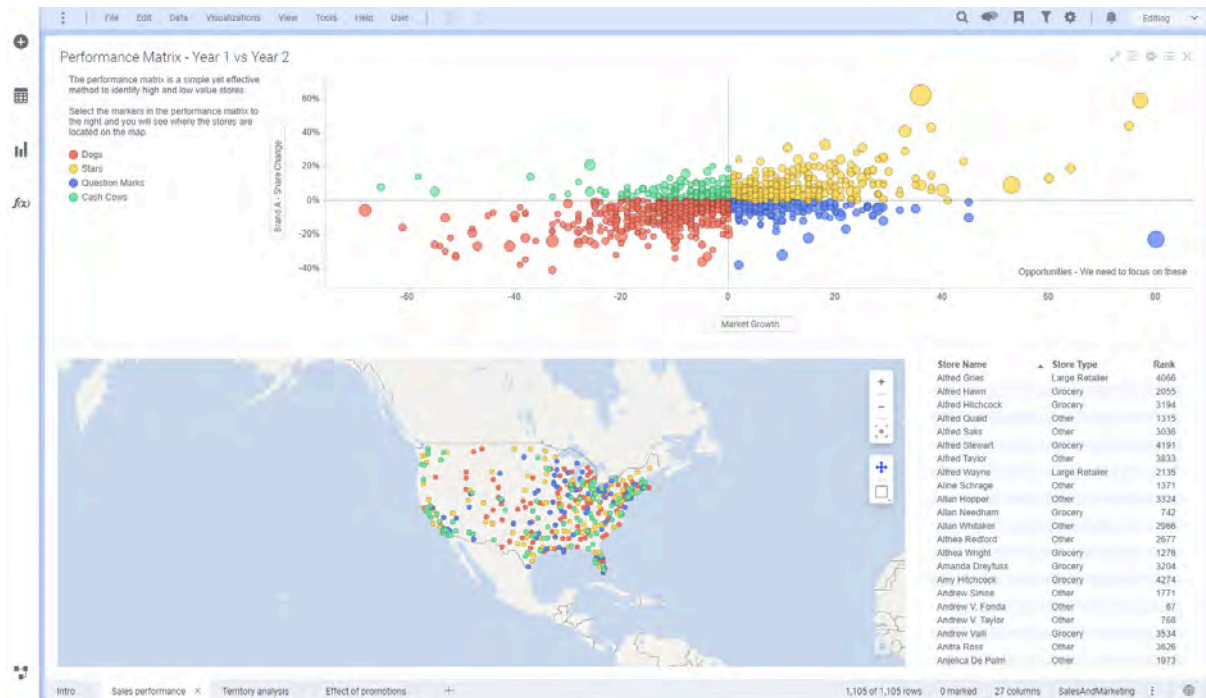 File Edit Data Visualizations View Tools Help User
Editing
Performance Matrix - Year 1 vs Year 2
The performance matrix is a simple yet effective
method to identify high and low value stores.
Select the markers in the performance matrix to
the right and you will see where the stores are
located on the map.
Dogs
Stars
Question Marks
Cash Cows
f(x)
Brand A - Share Change
60%
40%
20%
0%
-20%
-40%
Opportunities - We need to focus on these
-60 -40 -20 0 20 40 60 80
Market Growth
Store Name Store Type Rank
Alfred Gries Large Retailer 4066
Alfred Hawn Grocery 2055
Alfred Hitchcock Grocery 3194
Alfred Quaid Other 1315
Alfred Saks Other 3036
Alfred Stewart Grocery 4191
Alfred Taylor Other 3833
Alfred Wayne Large Retailer 2135
Aline Schrage Other 1371
Allan Hopper Other 3324
Allan Needham Grocery 742
Allan Whitaker Other 2966
Althea Redford Other 2677
Althea Wright Grocery 1276
Amanda Dreyfuss Grocery 3204
Amy Hitchcock Grocery 4274
Andrew Sinise Other 1771
Andrew V. Fonda Other 67
Andrew V. Taylor Other 768
Andrew Valli Grocery 3534
Anitra Ross Other 3626
Anjelica De Palm Other 1973
Intro Sales performance × Territory analysis Effect of promotions +
1,105 of 1,105 rows 0 marked 27 columns SalesAndMarketing